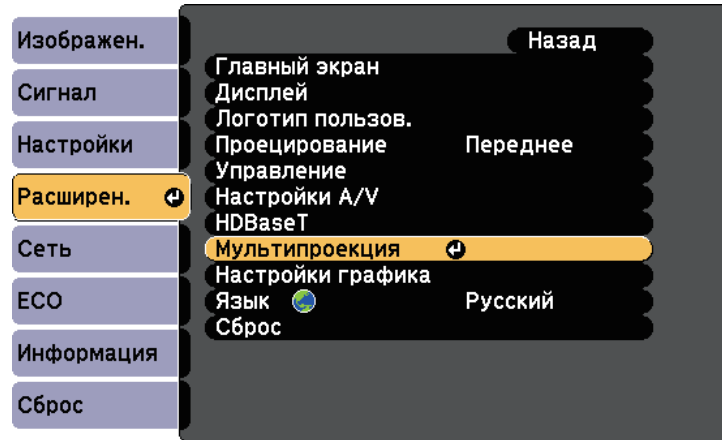 Изображен.
Сигнал
Настройки
Расширен.
Сеть
ECO
Информация
Сброс
Назад
Главный экран
Дисплей
Логотип пользов.
Проецирование Переднее
Управление
Настройки A/V
HDBaseT
Мультипроекция
Настройки графика
Язык Русский
Сброс